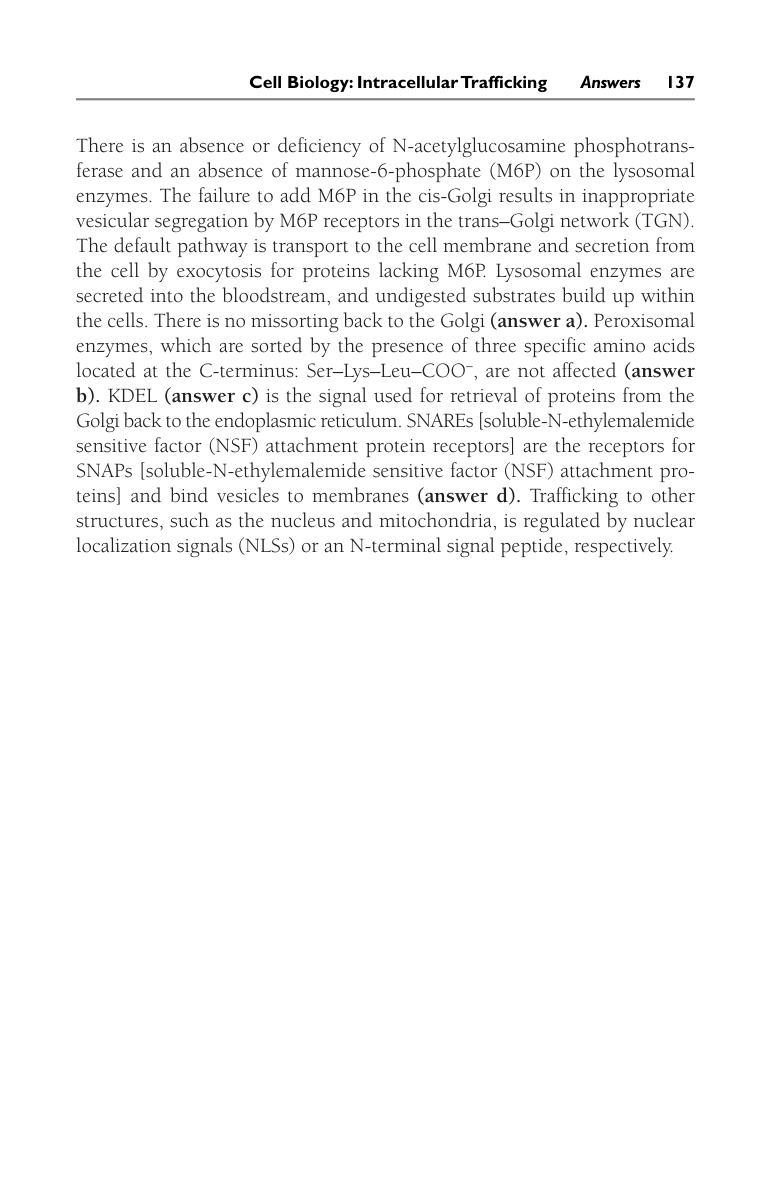 Cell Biology: Intracellular Trafficking Answers 137
There is an absence or deficiency of N-acetylglucosamine phosphotrans-
ferase and an absence of mannose-6-phosphate (M6P) on the lysosomal
enzymes. The failure to add M6P in the cis-Golgi results in inappropriate
vesicular segregation by M6P receptors in the trans–Golgi network (TGN).
The default pathway is transport to the cell membrane and secretion from
the cell by exocytosis for proteins lacking M6P. Lysosomal enzymes are
secreted into the bloodstream, and undigested substrates build up within
the cells. There is no missorting back to the Golgi (answer a). Peroxisomal
enzymes, which are sorted by the presence of three specific amino acids
located at the C-terminus: Ser–Lys–Leu–COO⁻, are not affected (answer
b). KDEL (answer c) is the signal used for retrieval of proteins from the
Golgi back to the endoplasmic reticulum. SNAREs [soluble-N-ethylemalemide
sensitive factor (NSF) attachment protein receptors] are the receptors for
SNAPs [soluble-N-ethylemalemide sensitive factor (NSF) attachment pro-
teins] and bind vesicles to membranes (answer d). Trafficking to other
structures, such as the nucleus and mitochondria, is regulated by nuclear
localization signals (NLSs) or an N-terminal signal peptide, respectively.